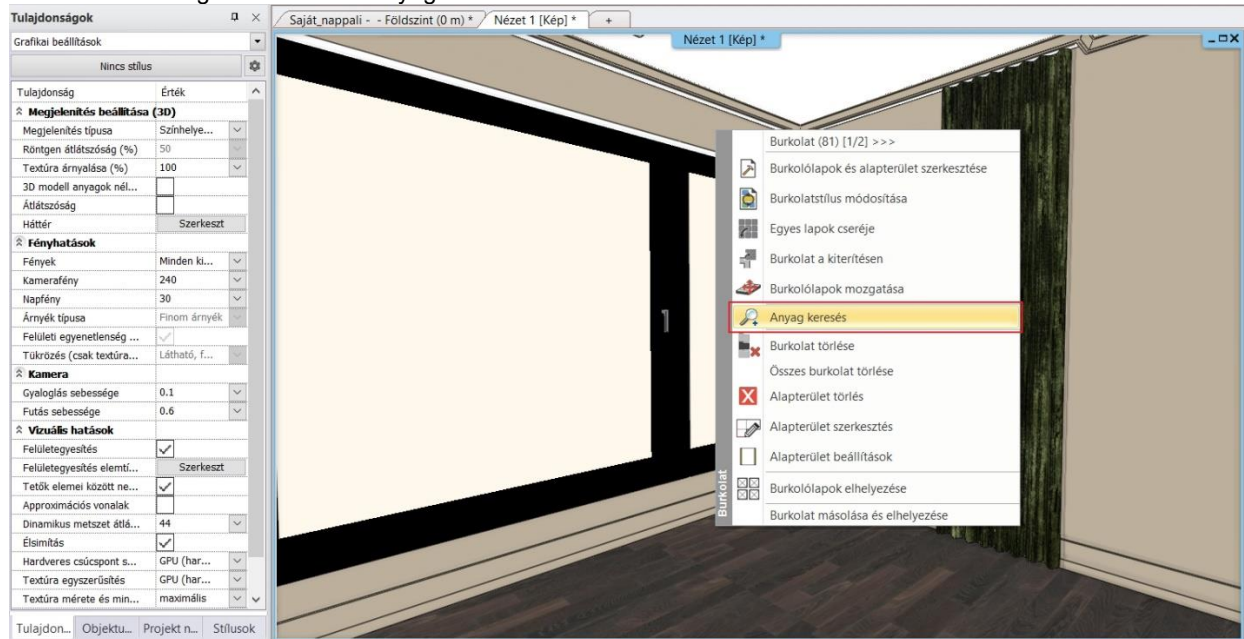 Tulajdonságok
Grafikai beállítások
Nincs stílus
Tulajdonság Érték
Megjelenítés beállítása (3D)
Megjelenítés típusa Színhelye...
Röntgen átlátszóság (%) 50
Textúra árnyalása (%) 100
3D modell anyagok nél...
Átlátszóság
Háttér Szerkeszt
Fényhatások
Fények Minden ki...
Kamerafény 240
Napfény 30
Árnyék típusa Finom árnyék
Felületi egyenetlenség ...
Tükrözés (csak textúra... Látható, f...
Kamera
Gyaloglás sebessége 0.1
Futás sebessége 0.6
Vizuális hatások
Felületegyesítés
Felületegyesítés elemtí... Szerkeszt
Tetők elemei között ne...
Approximációs vonalak
Dinamikus metszet átlá... 44
Élsimítás
Hardveres csúcspont s... GPU (har...
Textúra egyszerűsítés GPU (har...
Textúra mérete és min... maximális
Tulajdon... Objektu... Projekt n... Stílusok
Saját_nappali - - Földszint (0 m) * Nézet 1 [Kép] * +
Nézet 1 [Kép] *
Burkolat (81) [1/2] >>>
Burkolólapok és alapterület szerkesztése
Burkolatstílus módosítása
Egyes lapok cseréje
Burkolat a kiterítésen
Burkolólapok mozgatása
Anyag keresés
Burkolat törlése
Összes burkolat törlése
Alapterület törlés
Alapterület szerkesztés
Alapterület beállítások
Burkolólapok elhelyezése
Burkolat másolása és elhelyezése
Burkolat